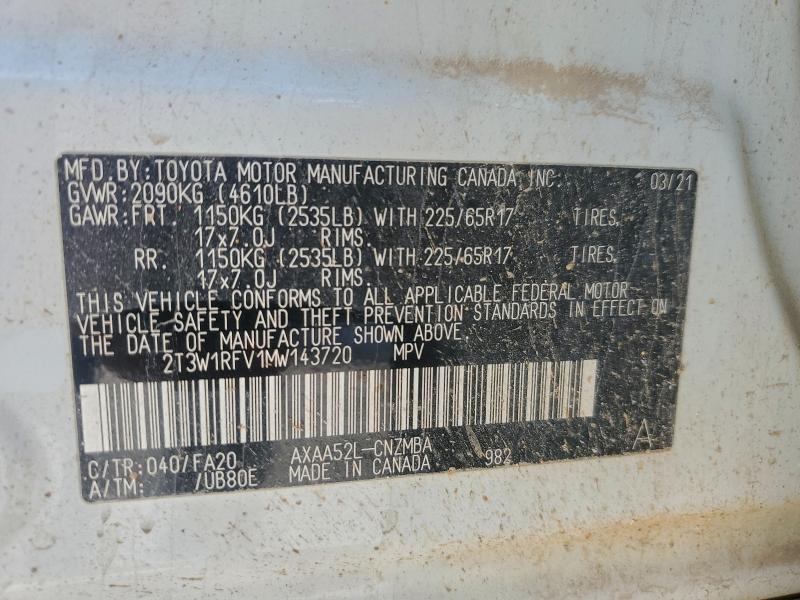 MFD.BY:TOYOTA MOTOR MANUFACTURING CANADA INC. 03/21
GVWR:2090KG (4610LB)
GAWR:FRT. 1150KG (2535LB) WITH 225/65R17 TIRES,
17x7.0J RIMS.
RR. 1150KG (2535LB) WITH 225/65R17 TIRES,
17x7.0J RIMS.
THIS VEHICLE CONFORMS TO ALL APPLICABLE FEDERAL MOTOR
VEHICLE SAFETY AND THEFT PREVENTION STANDARDS IN EFFECT ON
THE DATE OF MANUFACTURE SHOWN ABOVE.
2T3W1RFV1MW143720 MPV
C/TR:040/FA20 AXAA52L-CNZMBA 982 A
A/TM: /UB80E MADE IN CANADA